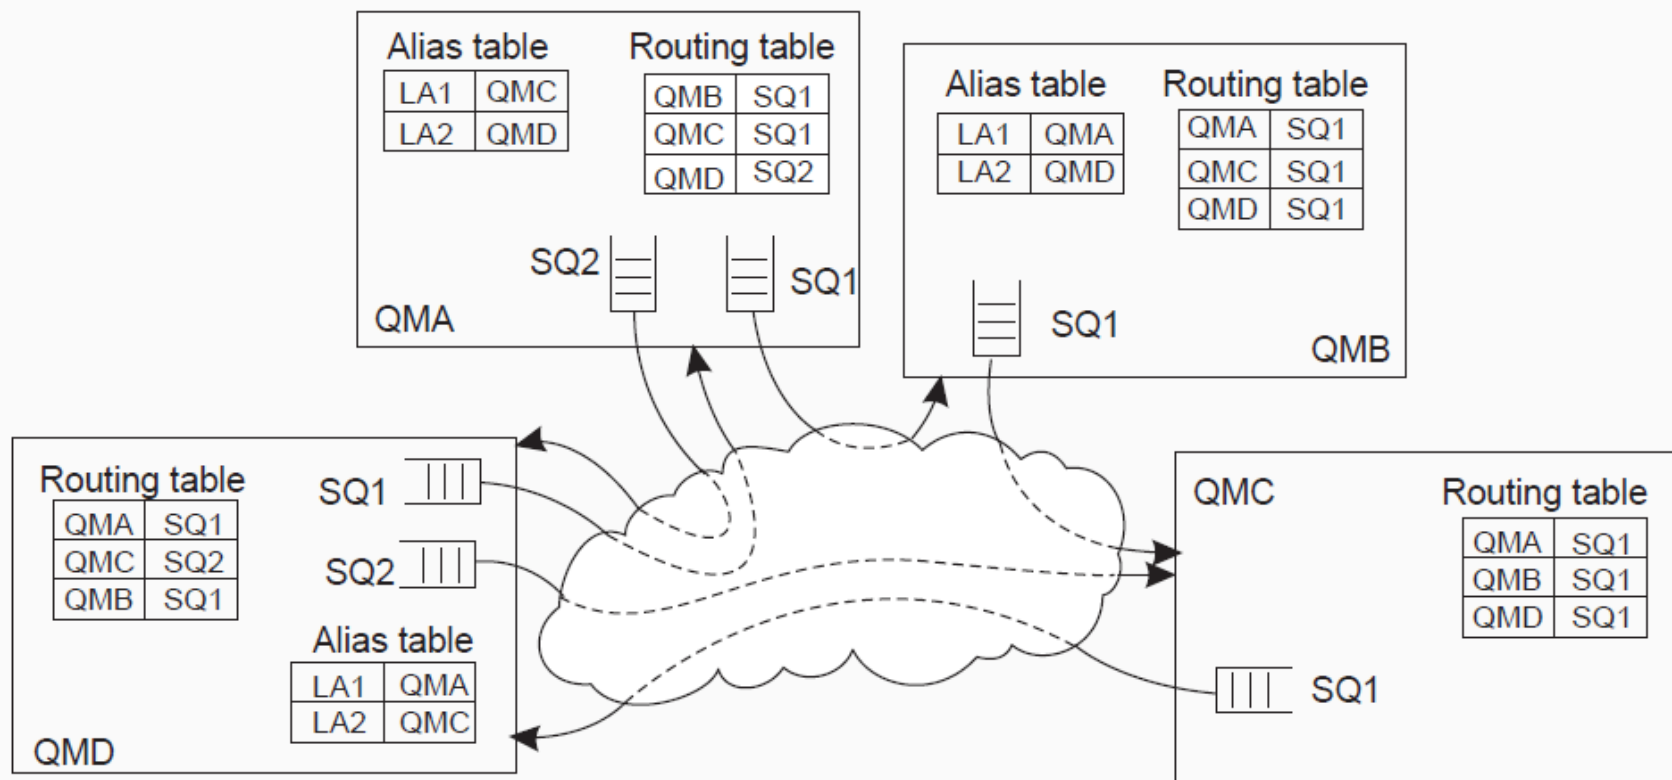 Alias table
LA1 QMC
LA2 QMD
Routing table
QMB SQ1
QMC SQ1
QMD SQ2
SQ2
SQ1
QMA
Alias table
LA1 QMA
LA2 QMD
Routing table
QMA SQ1
QMC SQ1
QMD SQ1
SQ1
QMB
Routing table
QMA SQ1
QMC SQ2
QMB SQ1
SQ1
SQ2
Alias table
LA1 QMA
LA2 QMC
QMD
QMC
Routing table
QMA SQ1
QMB SQ1
QMD SQ1
SQ1